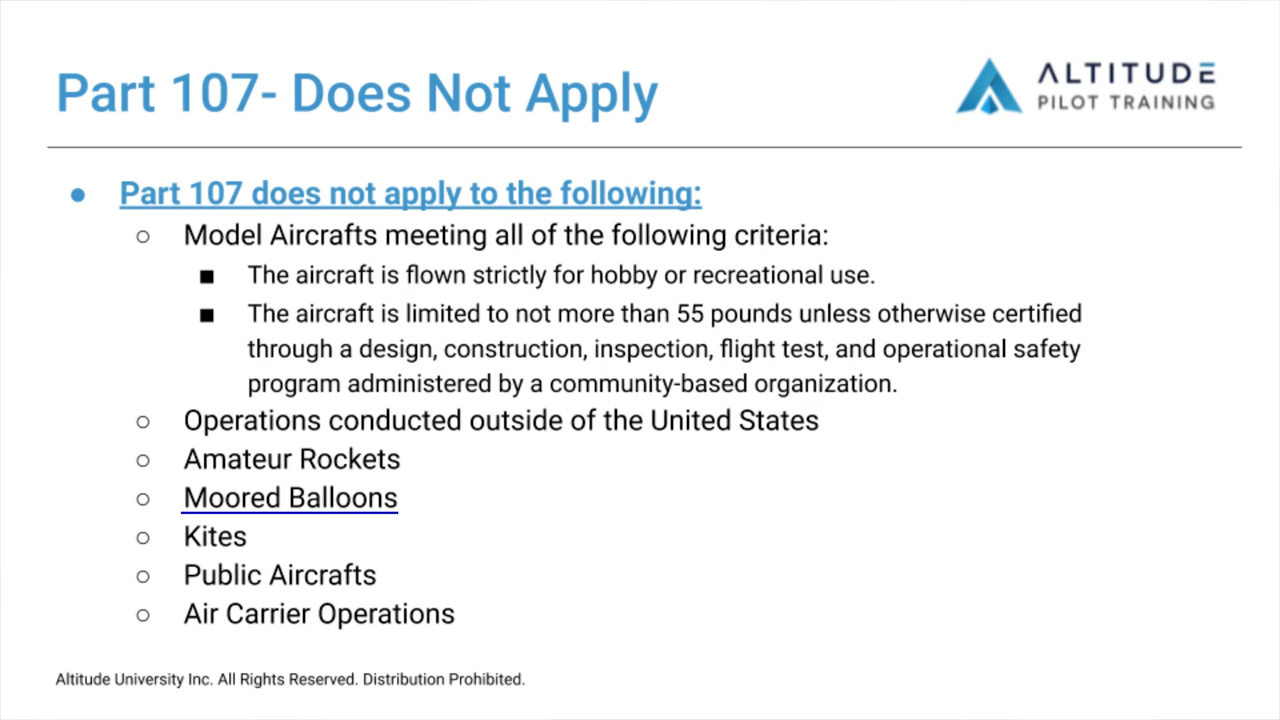 Part 107- Does Not Apply
ALTITUDE
PILOT TRAINING
● Part 107 does not apply to the following:
○ Model Aircrafts meeting all of the following criteria:
■ The aircraft is flown strictly for hobby or recreational use.
■ The aircraft is limited to not more than 55 pounds unless otherwise certified
through a design, construction, inspection, flight test, and operational safety
program administered by a community-based organization.
○ Operations conducted outside of the United States
○ Amateur Rockets
○ Moored Balloons
○ Kites
○ Public Aircrafts
○ Air Carrier Operations
Altitude University Inc. All Rights Reserved. Distribution Prohibited.